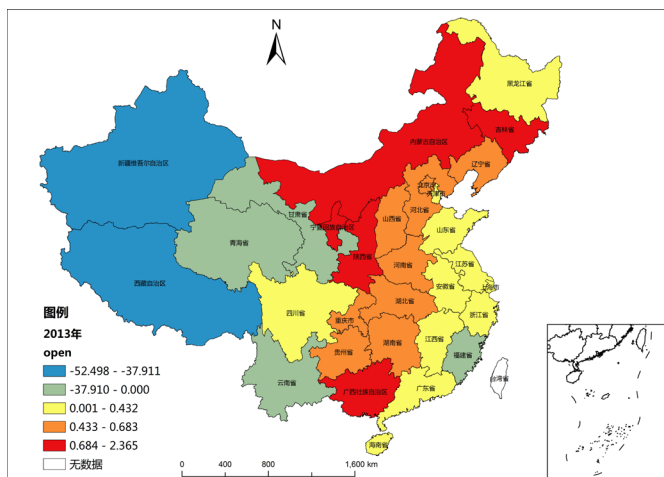 N
黑龙江省
内蒙古自治区
吉林省
辽宁省
新疆维吾尔自治区
北京市
天津市
河北省
甘肃省
宁夏回族自治区
山西省
山东省
青海省
陕西省
河南省
江苏省
西藏自治区
安徽省
上海市
四川省
湖北省
重庆市
浙江省
贵州省
湖南省
江西省
福建省
云南省
台湾省
广西壮族自治区
广东省
海南省
图例
2013年
open
-52.498 - -37.911
-37.910 - 0.000
0.001 - 0.432
0.433 - 0.683
0.684 - 2.365
无数据
0 400 800 1,600 km